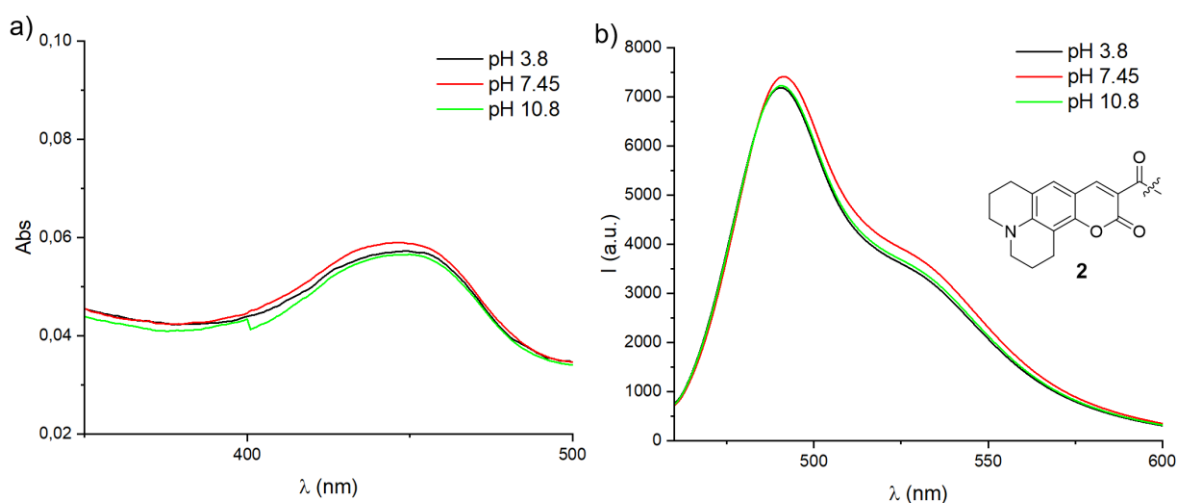 a)
0,10
0,08
0,06
0,04
0,02
Abs
400
500
λ (nm)
pH 3.8
pH 7.45
pH 10.8
b)
8000
7000
6000
5000
4000
3000
2000
1000
0
I (a.u.)
500
550
600
λ (nm)
pH 3.8
pH 7.45
pH 10.8
O
N
O
O
2